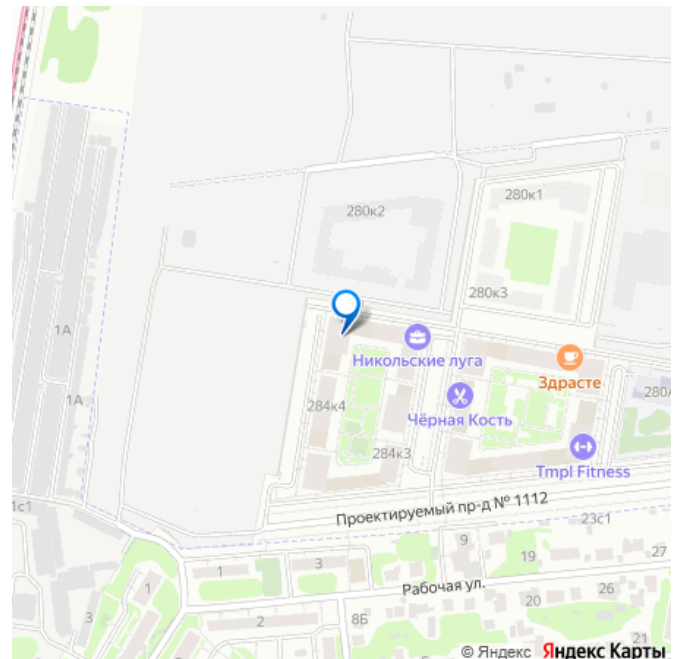 280к1
280к2
280к3
1А
Никольские луга
Здрасте
1А
280А
284к4
Чёрная Кость
284к3
Tmpl Fitness
1с1
Проектируемый пр-д № 1112
23с1
9
19
27
1
1
3
Рабочая ул.
26
20
3
2
8Б
21
© Яндекс Яндекс Карты